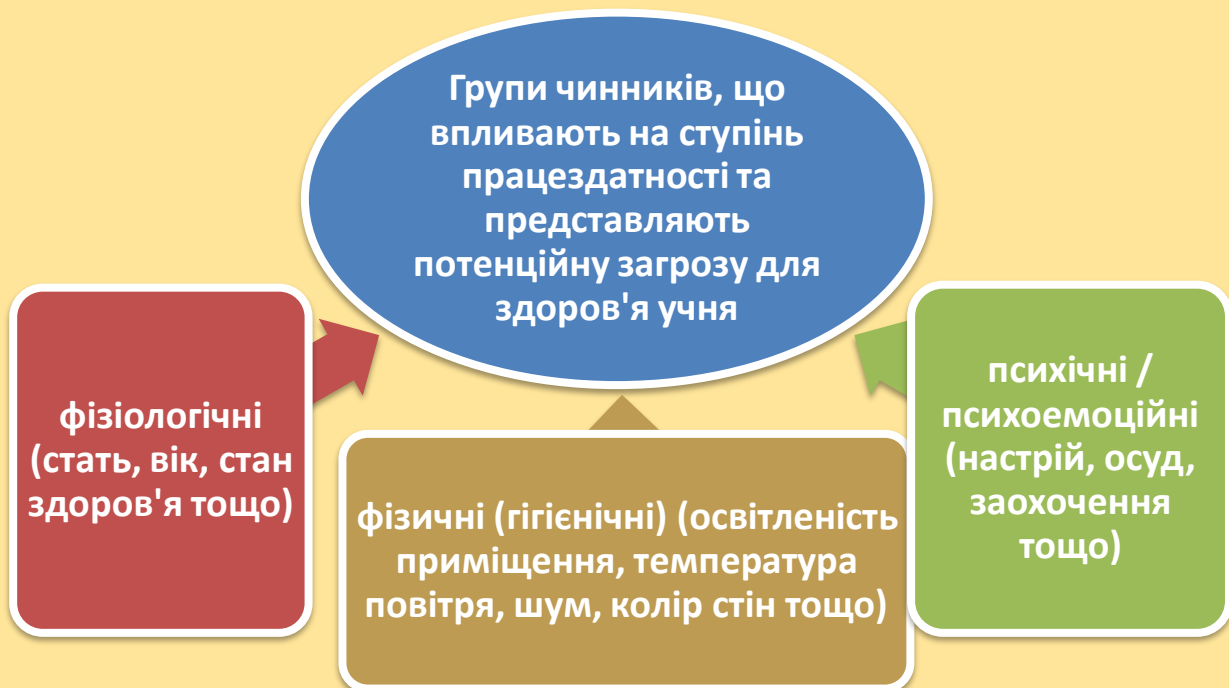 Групи чинників, що
впливають на ступінь
працездатності та
представляють
потенційну загрозу для
здоров'я учня
фізіологічні
(стать, вік, стан
здоров'я тощо)
фізичні (гігієнічні) (освітленість
приміщення, температура
повітря, шум, колір стін тощо)
психічні /
психоемоційні
(настрій, осуд,
заохочення
тощо)